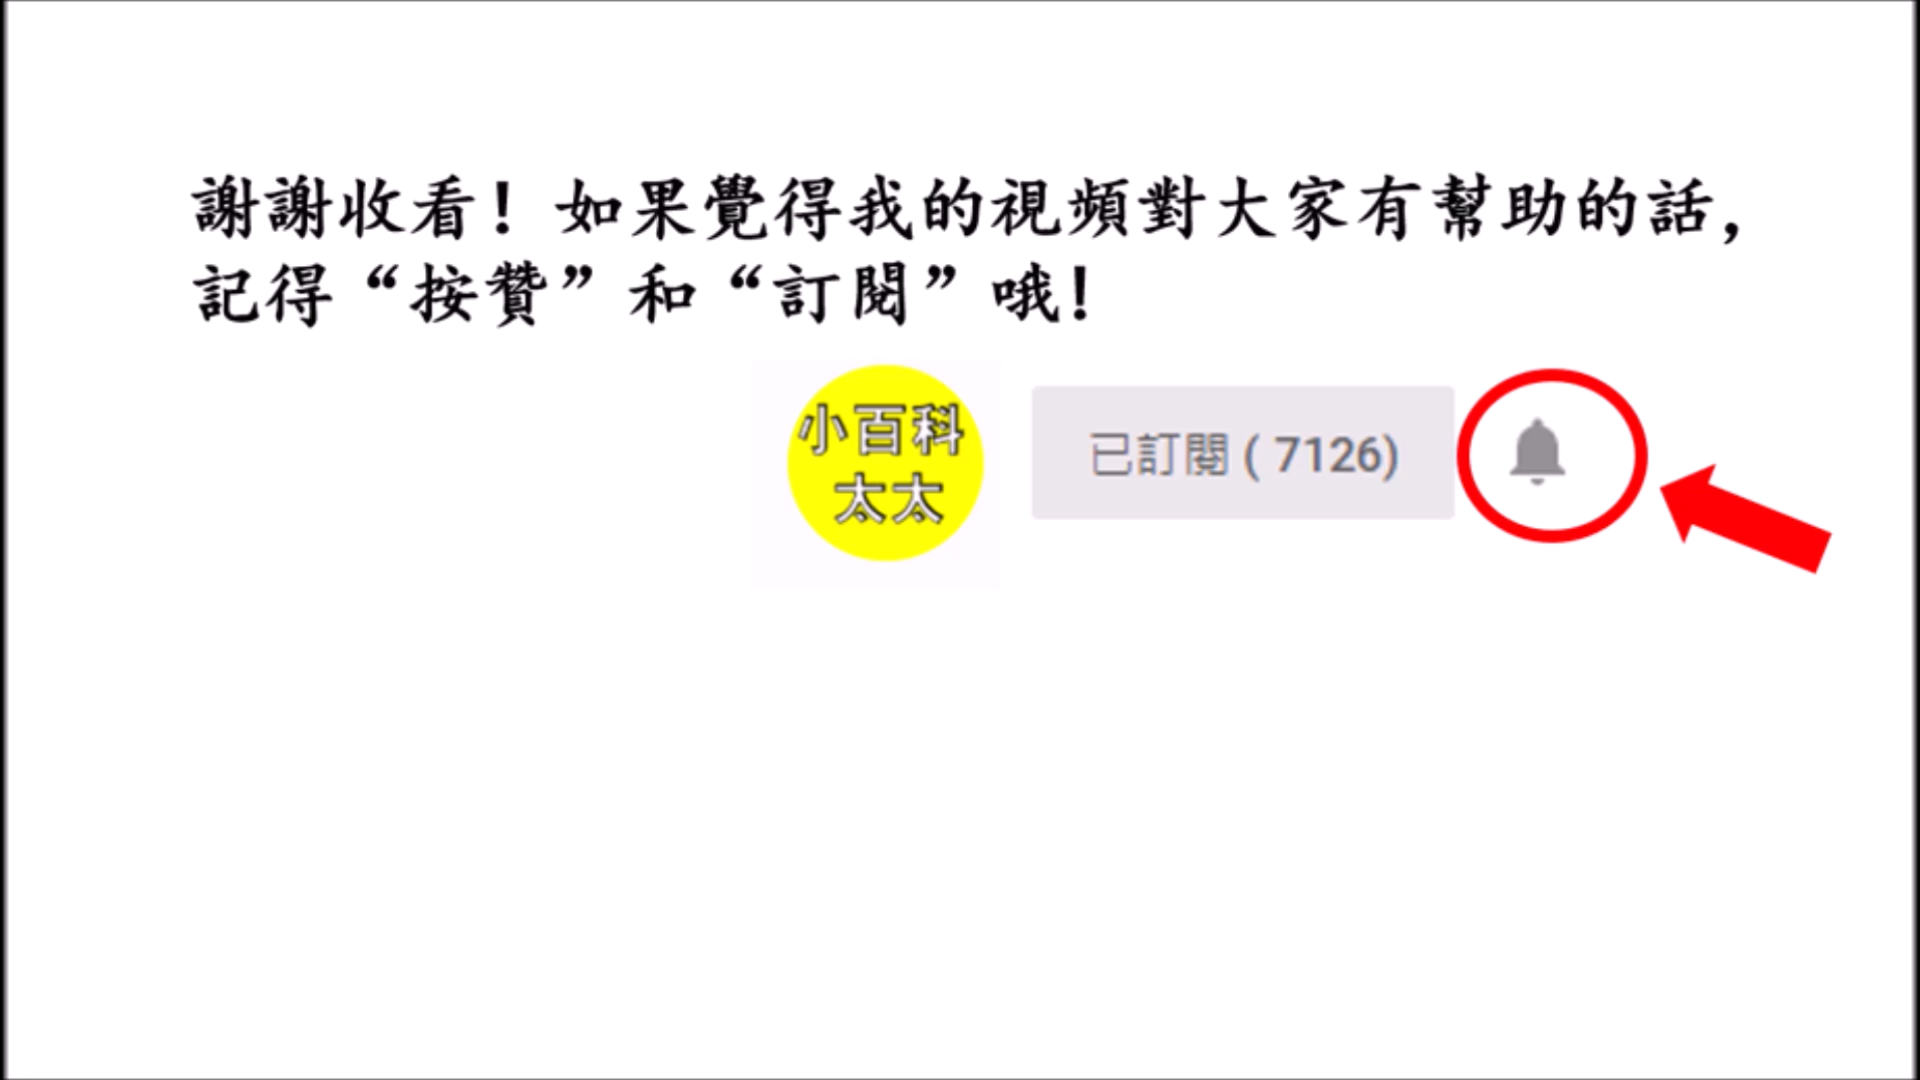 謝謝收看！如果覺得我的視頻對大家有幫助的話，
記得“按贊”和“訂閱”哦！
小百科
太太
已訂閱 ( 7126)